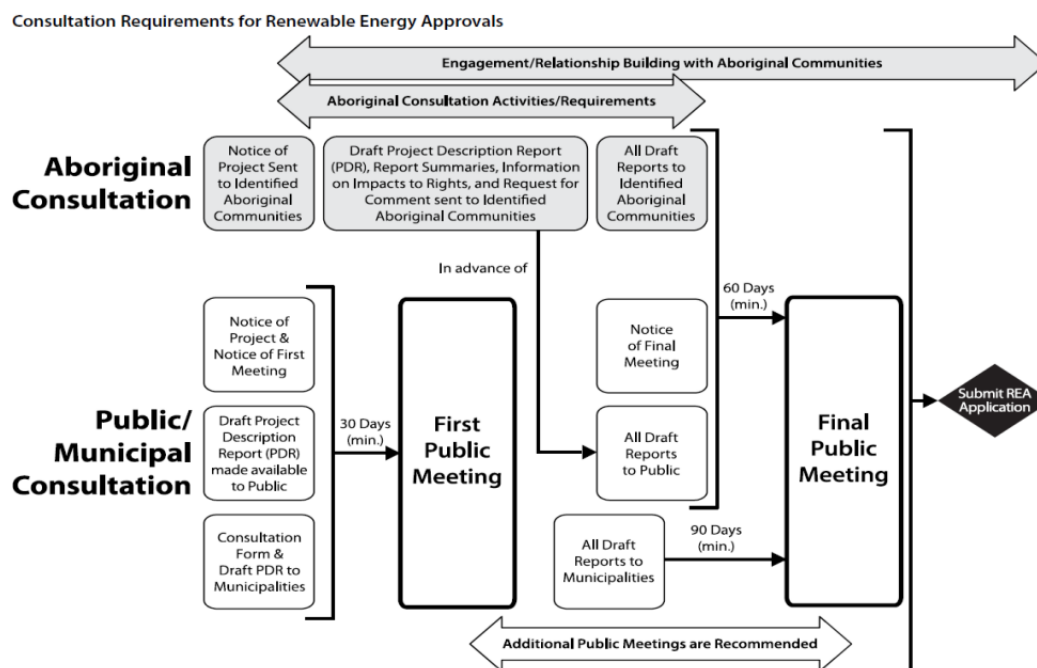 Consultation Requirements for Renewable Energy Approvals
Engagement/Relationship Building with Aboriginal Communities
Aboriginal Consultation Activities/Requirements
Aboriginal
Consultation
Notice of
Project Sent
to Identified
Aboriginal
Communities
Draft Project Description Report
(PDR), Report Summaries, Information
on Impacts to Rights, and Request for
Comment sent to Identified
Aboriginal Communities
All Draft
Reports to
Identified
Aboriginal
Communities
In advance of
60 Days
(min.)
Public/
Municipal
Consultation
Notice of
Project &
Notice of First
Meeting
Draft Project
Description
Report (PDR)
made available
to Public
Consultation
Form &
Draft PDR to
Municipalities
30 Days
(min.)
First
Public
Meeting
Notice
of Final
Meeting
All Draft
Reports
to Public
All Draft
Reports to
Municipalities
90 Days
(min.)
Final
Public
Meeting
Submit REA
Application
Additional Public Meetings are Recommended